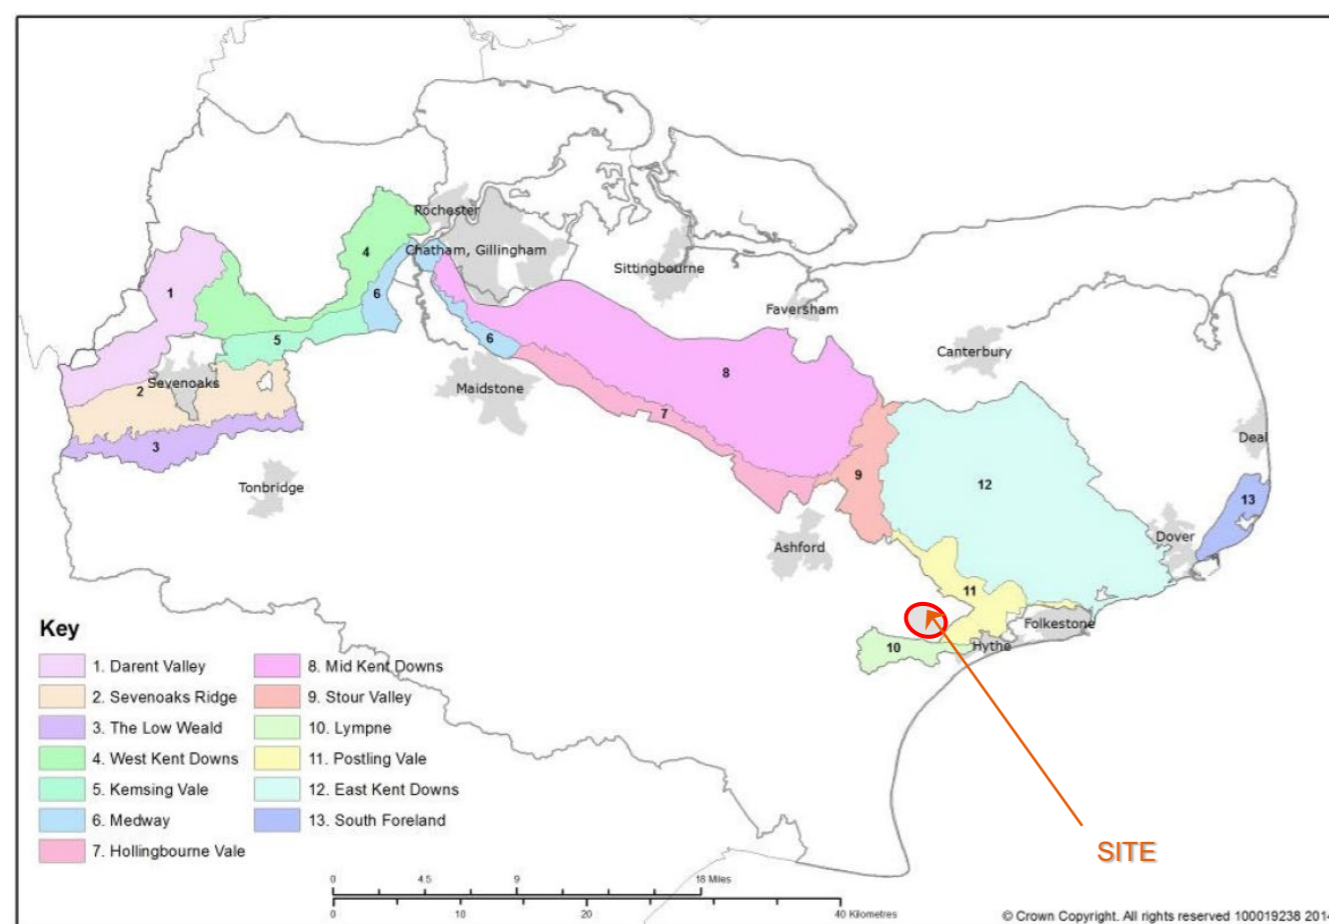 Rochester
4
Chatham, Gillingham
Sittingbourne
1
6
Faversham
5
6
Canterbury
Sevenoaks
2
Maidstone
8
7
Deal
3
Tonbridge
9
12
13
Ashford
Dover
11
Folkestone
10
Hythe
Key
1. Darent Valley
2. Sevenoaks Ridge
3. The Low Weald
4. West Kent Downs
5. Kemsing Vale
6. Medway
7. Hollingbourne Vale
8. Mid Kent Downs
9. Stour Valley
10. Lympne
11. Postling Vale
12. East Kent Downs
13. South Foreland
SITE
0 4.5 9 18 Miles
0 10 20 40 Kilometres
© Crown Copyright. All rights reserved 100019238 201